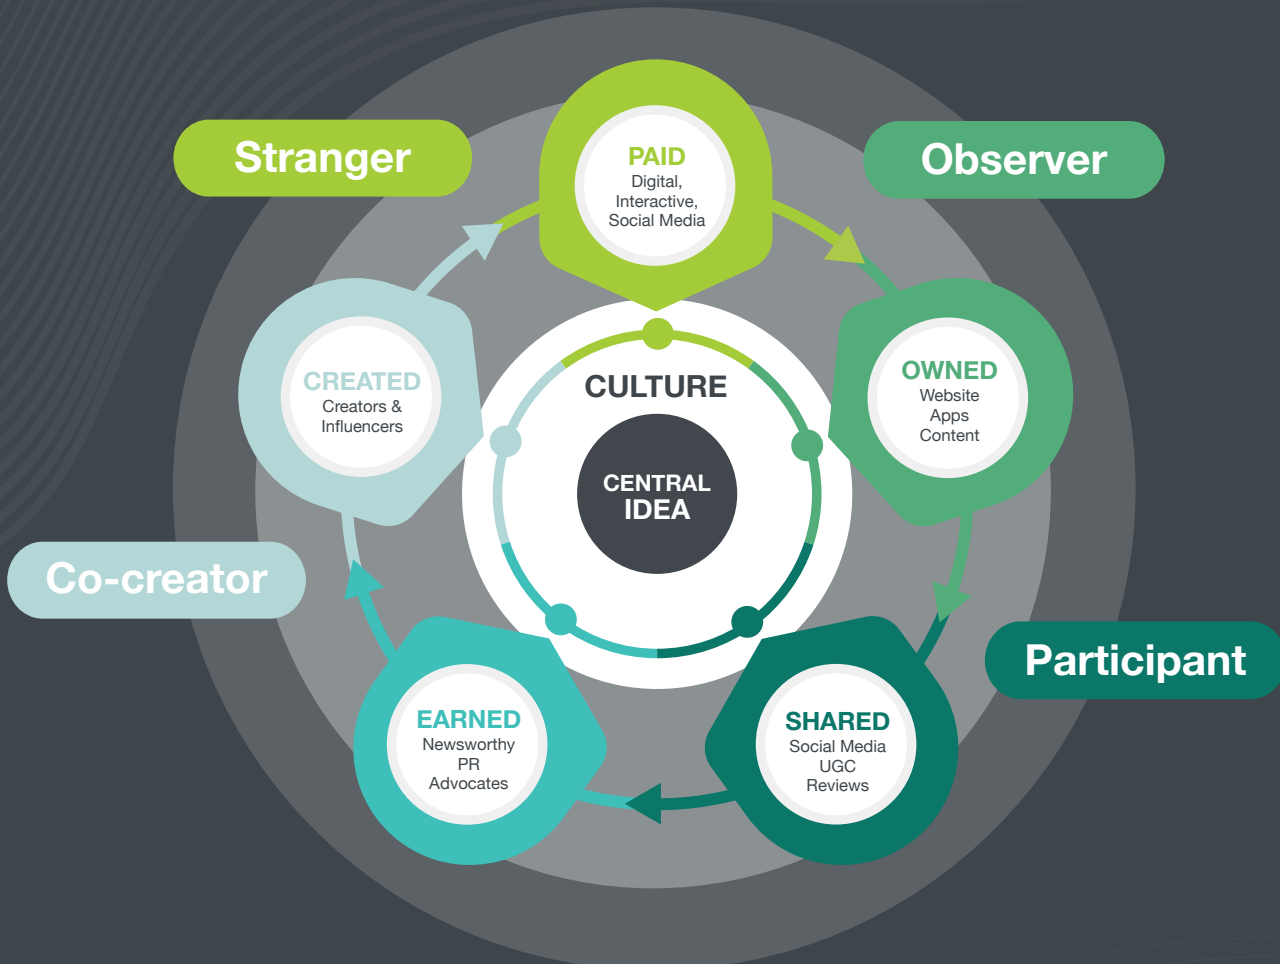 Stranger
Observer
PAID
Digital,
Interactive,
Social Media
CREATED
Creators &
Influencers
CULTURE
CENTRAL
IDEA
OWNED
Website
Apps
Content
Co-creator
Participant
EARNED
Newsworthy
PR
Advocates
SHARED
Social Media
UGC
Reviews